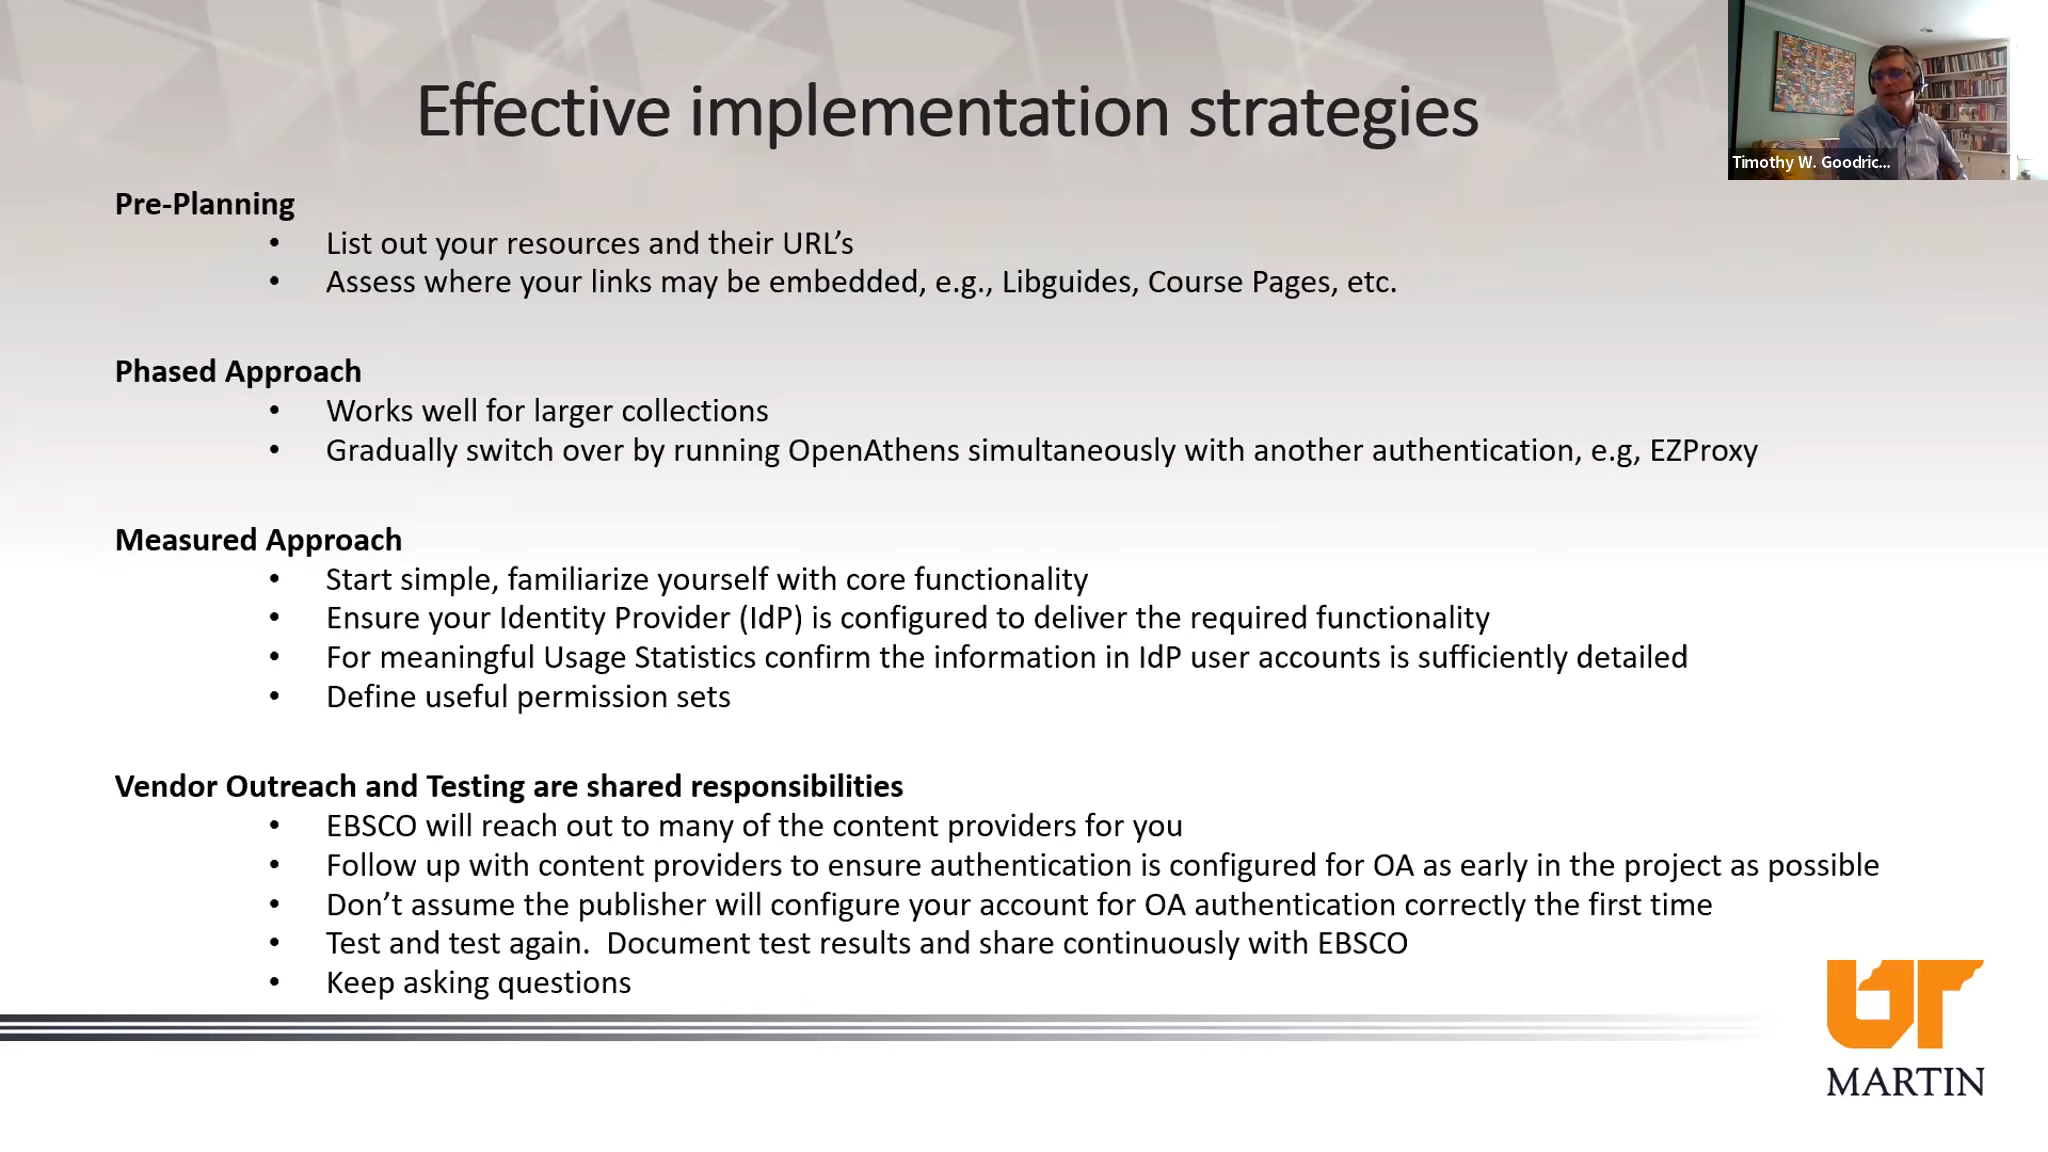 Effective implementation strategies
Timothy W. Goodric...
Pre-Planning
• List out your resources and their URL’s
• Assess where your links may be embedded, e.g., Libguides, Course Pages, etc.
Phased Approach
• Works well for larger collections
• Gradually switch over by running OpenAthens simultaneously with another authentication, e.g, EZProxy
Measured Approach
• Start simple, familiarize yourself with core functionality
• Ensure your Identity Provider (IdP) is configured to deliver the required functionality
• For meaningful Usage Statistics confirm the information in IdP user accounts is sufficiently detailed
• Define useful permission sets
Vendor Outreach and Testing are shared responsibilities
• EBSCO will reach out to many of the content providers for you
• Follow up with content providers to ensure authentication is configured for OA as early in the project as possible
• Don’t assume the publisher will configure your account for OA authentication correctly the first time
• Test and test again.  Document test results and share continuously with EBSCO
• Keep asking questions
UT
MARTIN